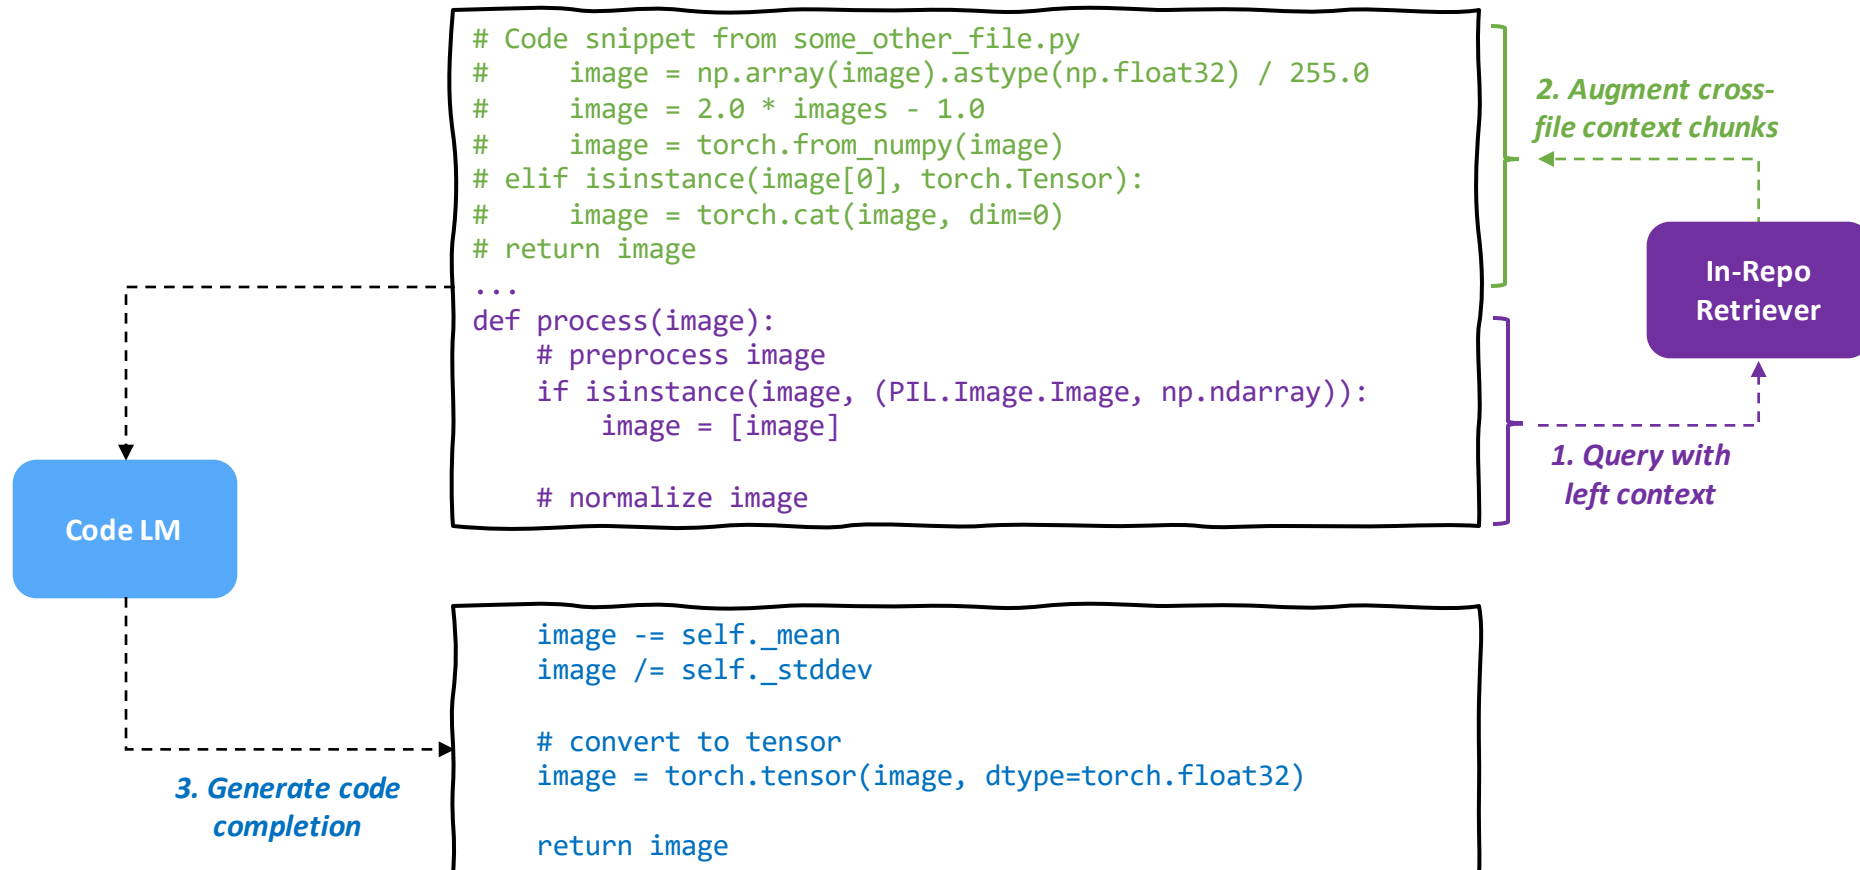 # Code snippet from some_other_file.py
#     image = np.array(image).astype(np.float32) / 255.0
#     image = 2.0 * images - 1.0
#     image = torch.from_numpy(image)
# elif isinstance(image[0], torch.Tensor):
#     image = torch.cat(image, dim=0)
# return image
...
def process(image):
    # preprocess image
    if isinstance(image, (PIL.Image.Image, np.ndarray)):
        image = [image]
    # normalize image
2. Augment cross-
file context chunks
In-Repo
Retriever
1. Query with
left context
Code LM
3. Generate code
completion
    image -= self._mean
    image /= self._stddev
    # convert to tensor
    image = torch.tensor(image, dtype=torch.float32)
    return image